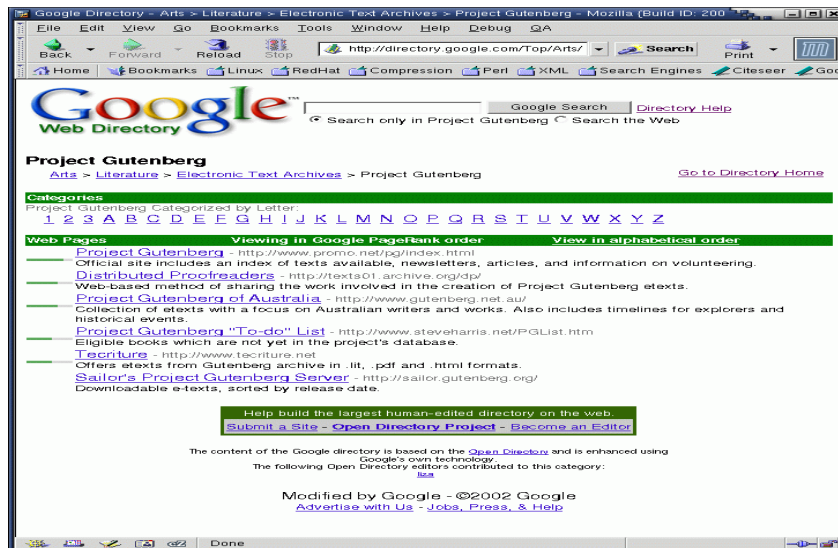 Google Directory - Arts > Literature > Electronic Text Archives > Project Gutenberg - Mozilla {Build ID: 200
File Edit View Go Bookmarks Tools Window Help Debug QA
Back Forward Reload Stop http://directory.google.com/Top/Arts/ Search Print
Home Bookmarks Linux RedHat Compression Perl XML Search Engines Citeseer Goo
Google™
Web Directory
Google Search Directory Help
Search only in Project Gutenberg Search the Web
Project Gutenberg
Arts > Literature > Electronic Text Archives > Project Gutenberg
Go to Directory Home
Categories
Project Gutenberg Categorized by Letter:
1 2 3 A B C D E F G H I J K L M N O P Q R S T U V W X Y Z
Web Pages Viewing in Google PageRank order View in alphabetical order
Project Gutenberg - http://www.promo.net/pg/index.html
Official site includes an index of texts available, newsletters, articles, and information on volunteering.
Distributed Proofreaders - http://texts01.archive.org/dp/
Web-based method of sharing the work involved in the creation of Project Gutenberg etexts.
Project Gutenberg of Australia - http://www.gutenberg.net.au/
Collection of etexts with a focus on Australian writers and works. Also includes timelines for explorers and
historical events.
Project Gutenberg "To-do" List - http://www.steveharris.net/PGList.htm
Eligible books which are not yet in the project's database.
Tecriture - http://www.tecriture.net
Offers etexts from Gutenberg archive in .lit, .pdf and .html formats.
Sailor's Project Gutenberg Server - http://sailor.gutenberg.org/
Downloadable e-texts, sorted by release date.
Help build the largest human-edited directory on the web.
Submit a Site - Open Directory Project - Become an Editor
The content of the Google directory is based on the Open Directory and is enhanced using
Google's own technology.
The following Open Directory editors contributed to this category:
liza
Modified by Google - ©2002 Google
Advertise with Us - Jobs, Press, & Help
Done